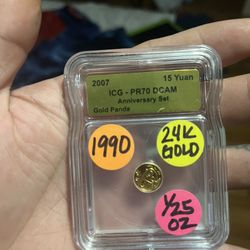 2007 15 Yuan
ICG - PR70 DCAM
Anniversary Set
Gold Panda
1990
24K
GOLD
1/25
OZ